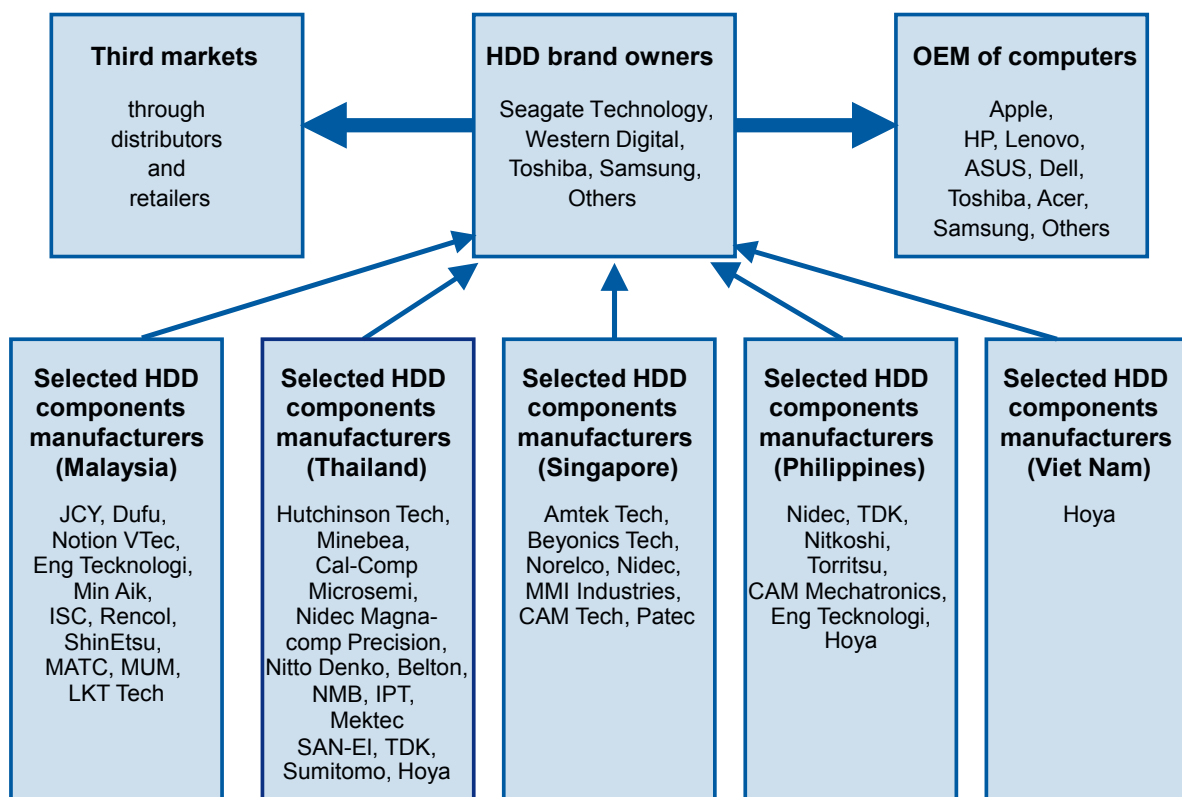 Third markets
through
distributors
and
retailers
HDD brand owners
Seagate Technology,
Western Digital,
Toshiba, Samsung,
Others
OEM of computers
Apple,
HP, Lenovo,
ASUS, Dell,
Toshiba, Acer,
Samsung, Others
Selected HDD
components
manufacturers
(Malaysia)
JCY, Dufu,
Notion VTec,
Eng Tecknologi,
Min Aik,
ISC, Rencol,
ShinEtsu,
MATC, MUM,
LKT Tech
Selected HDD
components
manufacturers
(Thailand)
Hutchinson Tech,
Minebea,
Cal-Comp
Microsemi,
Nidec Magna-
comp Precision,
Nitto Denko, Belton,
NMB, IPT,
Mektec
SAN-EI, TDK,
Sumitomo, Hoya
Selected HDD
components
manufacturers
(Singapore)
Amtek Tech,
Beyonics Tech,
Norelco, Nidec,
MMI Industries,
CAM Tech, Patec
Selected HDD
components
manufacturers
(Philippines)
Nidec, TDK,
Nitkoshi,
Torritsu,
CAM Mechatronics,
Eng Tecknologi,
Hoya
Selected HDD
components
manufacturers
(Viet Nam)
Hoya